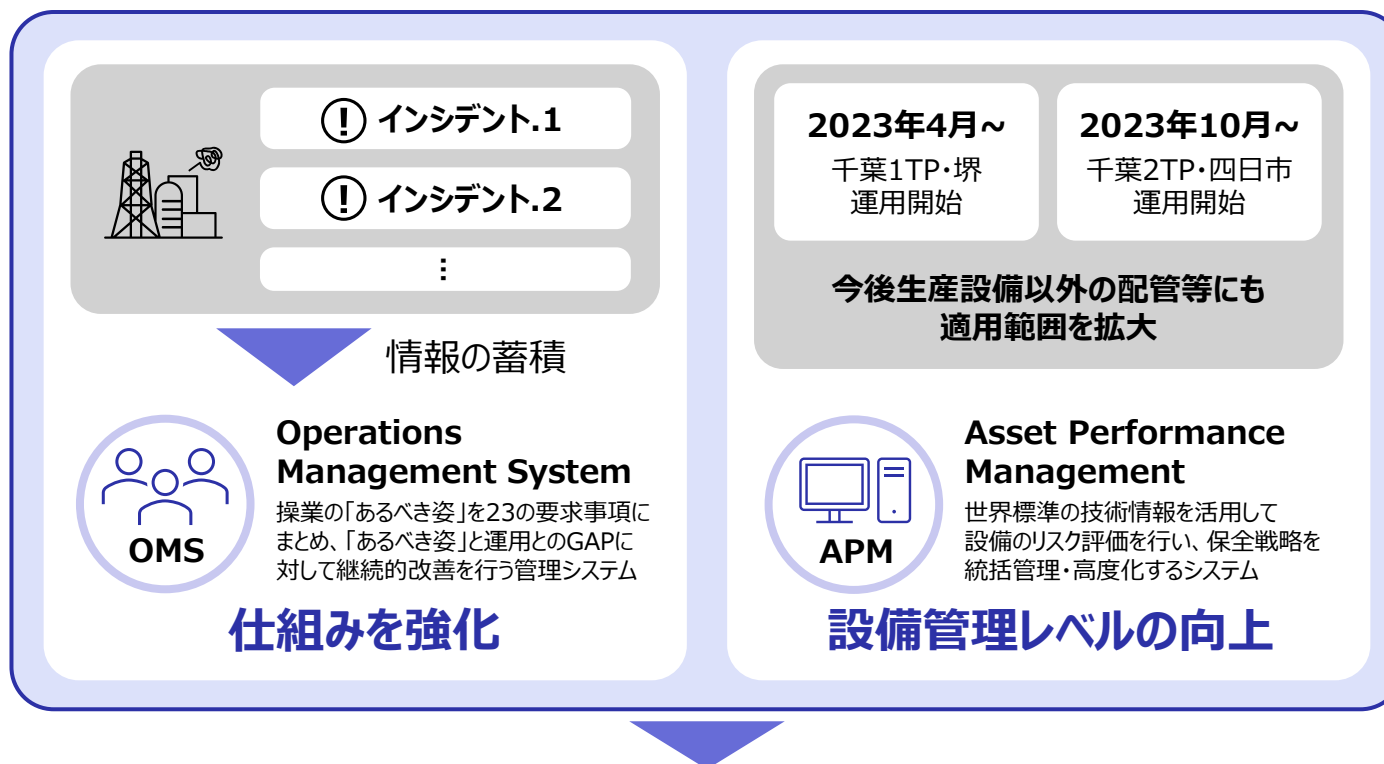 ! インシデント.1
! インシデント.2
⋮
情報の蓄積
OMS
Operations
Management System
操業の「あるべき姿」を23の要求事項に
まとめ、「あるべき姿」と運用とのGAPに
対して継続的改善を行う管理システム
仕組みを強化
2023年4月~
千葉1TP・堺
運用開始
2023年10月~
千葉2TP・四日市
運用開始
今後生産設備以外の配管等にも
適用範囲を拡大
APM
Asset Performance
Management
世界標準の技術情報を活用して
設備のリスク評価を行い、保全戦略を
統括管理・高度化するシステム
設備管理レベルの向上